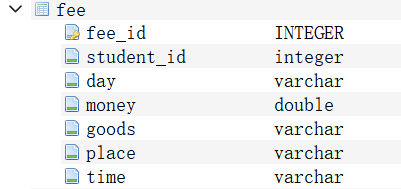 fee
fee_id INTEGER
student_id integer
day varchar
money double
goods varchar
place varchar
time varchar